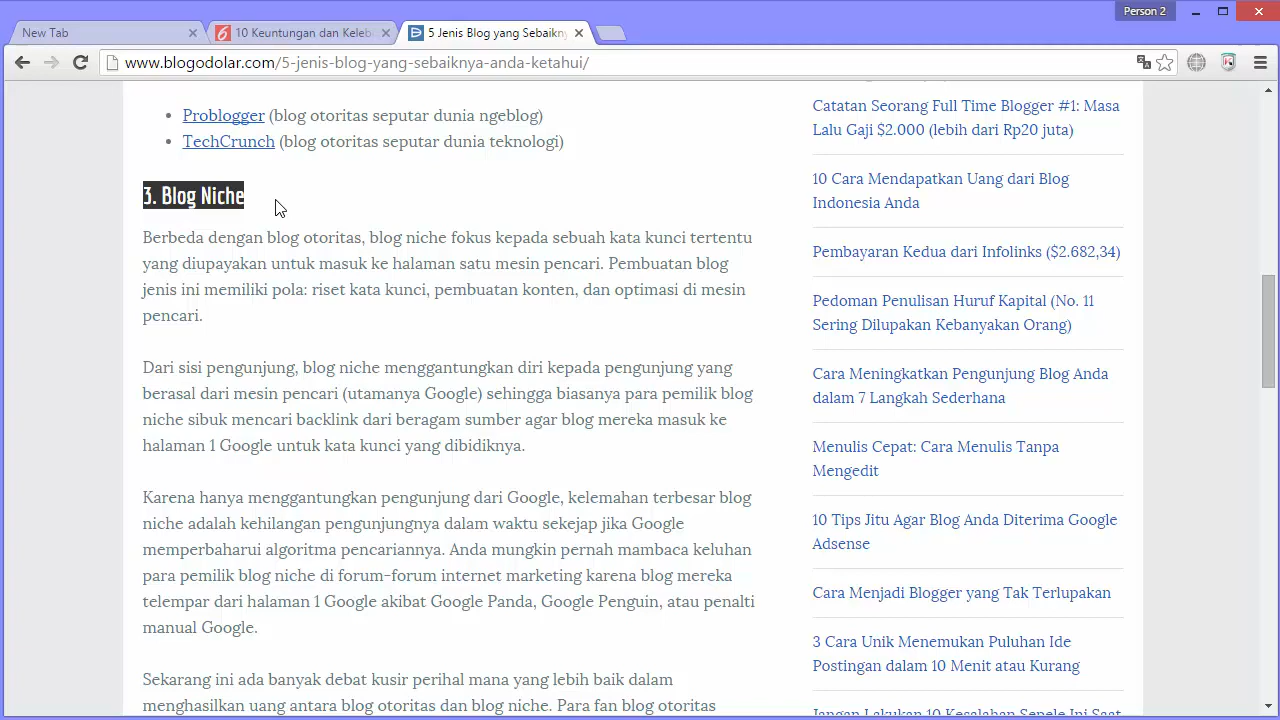 Person 2
New Tab
10 Keuntungan dan Kelebi
5 Jenis Blog yang Sebaikny
www.blogodolar.com/5-jenis-blog-yang-sebaiknya-anda-ketahui/
Problogger (blog otoritas seputar dunia ngeblog)
TechCrunch (blog otoritas seputar dunia teknologi)
3. Blog Niche
Berbeda dengan blog otoritas, blog niche fokus kepada sebuah kata kunci tertentu
yang diupayakan untuk masuk ke halaman satu mesin pencari. Pembuatan blog
jenis ini memiliki pola: riset kata kunci, pembuatan konten, dan optimasi di mesin
pencari.
Dari sisi pengunjung, blog niche menggantungkan diri kepada pengunjung yang
berasal dari mesin pencari (utamanya Google) sehingga biasanya para pemilik blog
niche sibuk mencari backlink dari beragam sumber agar blog mereka masuk ke
halaman 1 Google untuk kata kunci yang dibidiknya.
Karena hanya menggantungkan pengunjung dari Google, kelemahan terbesar blog
niche adalah kehilangan pengunjungnya dalam waktu sekejap jika Google
memperbaharui algoritma pencariannya. Anda mungkin pernah mambaca keluhan
para pemilik blog niche di forum-forum internet marketing karena blog mereka
telempar dari halaman 1 Google akibat Google Panda, Google Penguin, atau penalti
manual Google.
Sekarang ini ada banyak debat kusir perihal mana yang lebih baik dalam
menghasilkan uang antara blog otoritas dan blog niche. Para fan blog otoritas
Catatan Seorang Full Time Blogger #1: Masa
Lalu Gaji $2.000 (lebih dari Rp20 juta)
10 Cara Mendapatkan Uang dari Blog
Indonesia Anda
Pembayaran Kedua dari Infolinks ($2.682,34)
Pedoman Penulisan Huruf Kapital (No. 11
Sering Dilupakan Kebanyakan Orang)
Cara Meningkatkan Pengunjung Blog Anda
dalam 7 Langkah Sederhana
Menulis Cepat: Cara Menulis Tanpa
Mengedit
10 Tips Jitu Agar Blog Anda Diterima Google
Adsense
Cara Menjadi Blogger yang Tak Terlupakan
3 Cara Unik Menemukan Puluhan Ide
Postingan dalam 10 Menit atau Kurang
Jangan Lakukan 10 Kesalahan Sepele Ini Saat